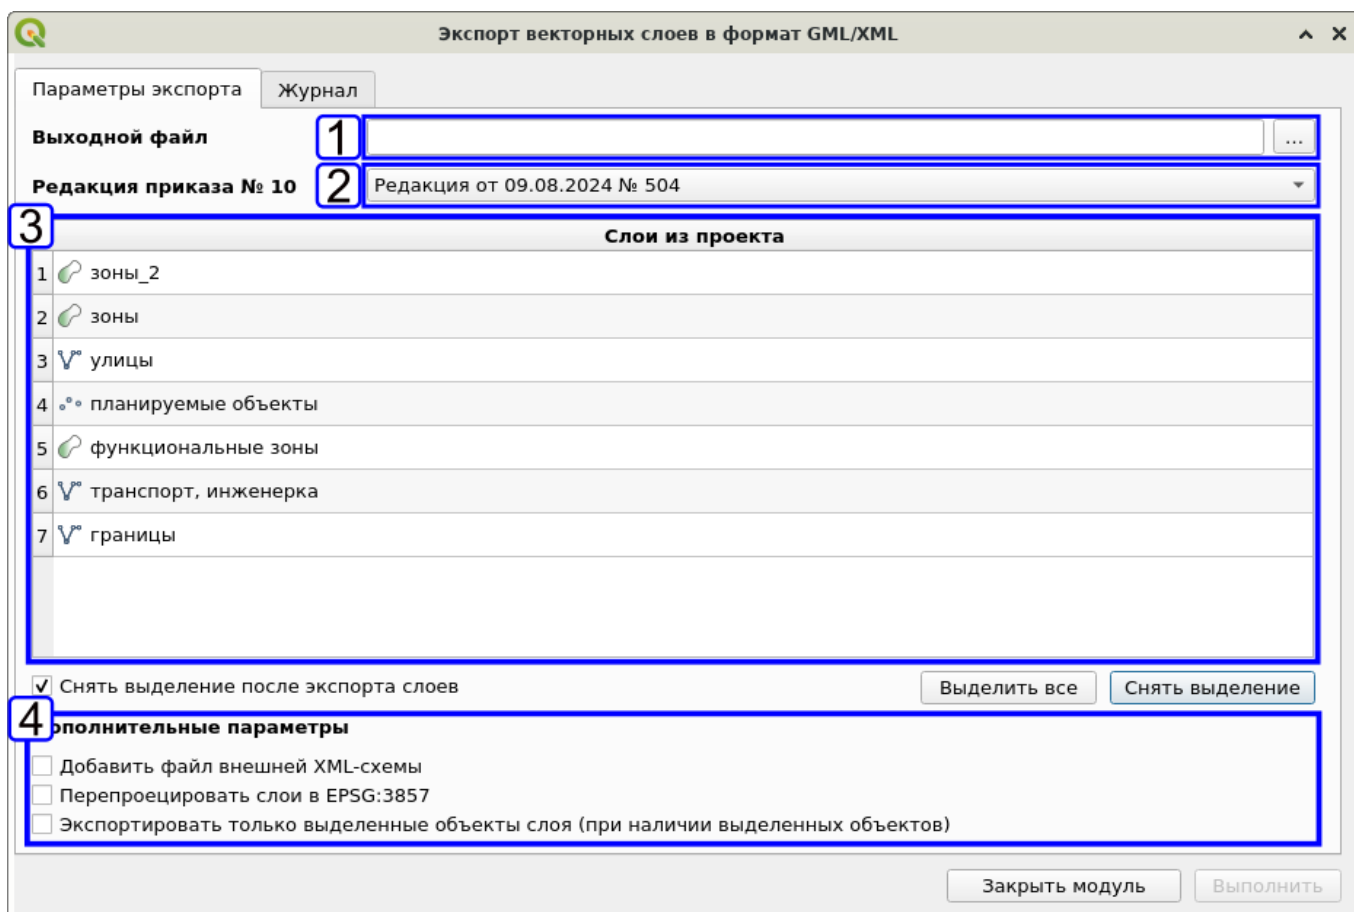 Экспорт векторных слоев в формат GML/XML
Параметры экспорта Журнал
Выходной файл 1 ...
Редакция приказа № 10 2 Редакция от 09.08.2024 № 504
3 Слои из проекта
1 зоны_2
2 зоны
3 улицы
4 планируемые объекты
5 функциональные зоны
6 транспорт, инженерка
7 границы
Снять выделение после экспорта слоев Выделить все Снять выделение
4 ополнительные параметры
Добавить файл внешней XML-схемы
Перепроецировать слои в EPSG:3857
Экспортировать только выделенные объекты слоя (при наличии выделенных объектов)
Закрыть модуль Выполнить